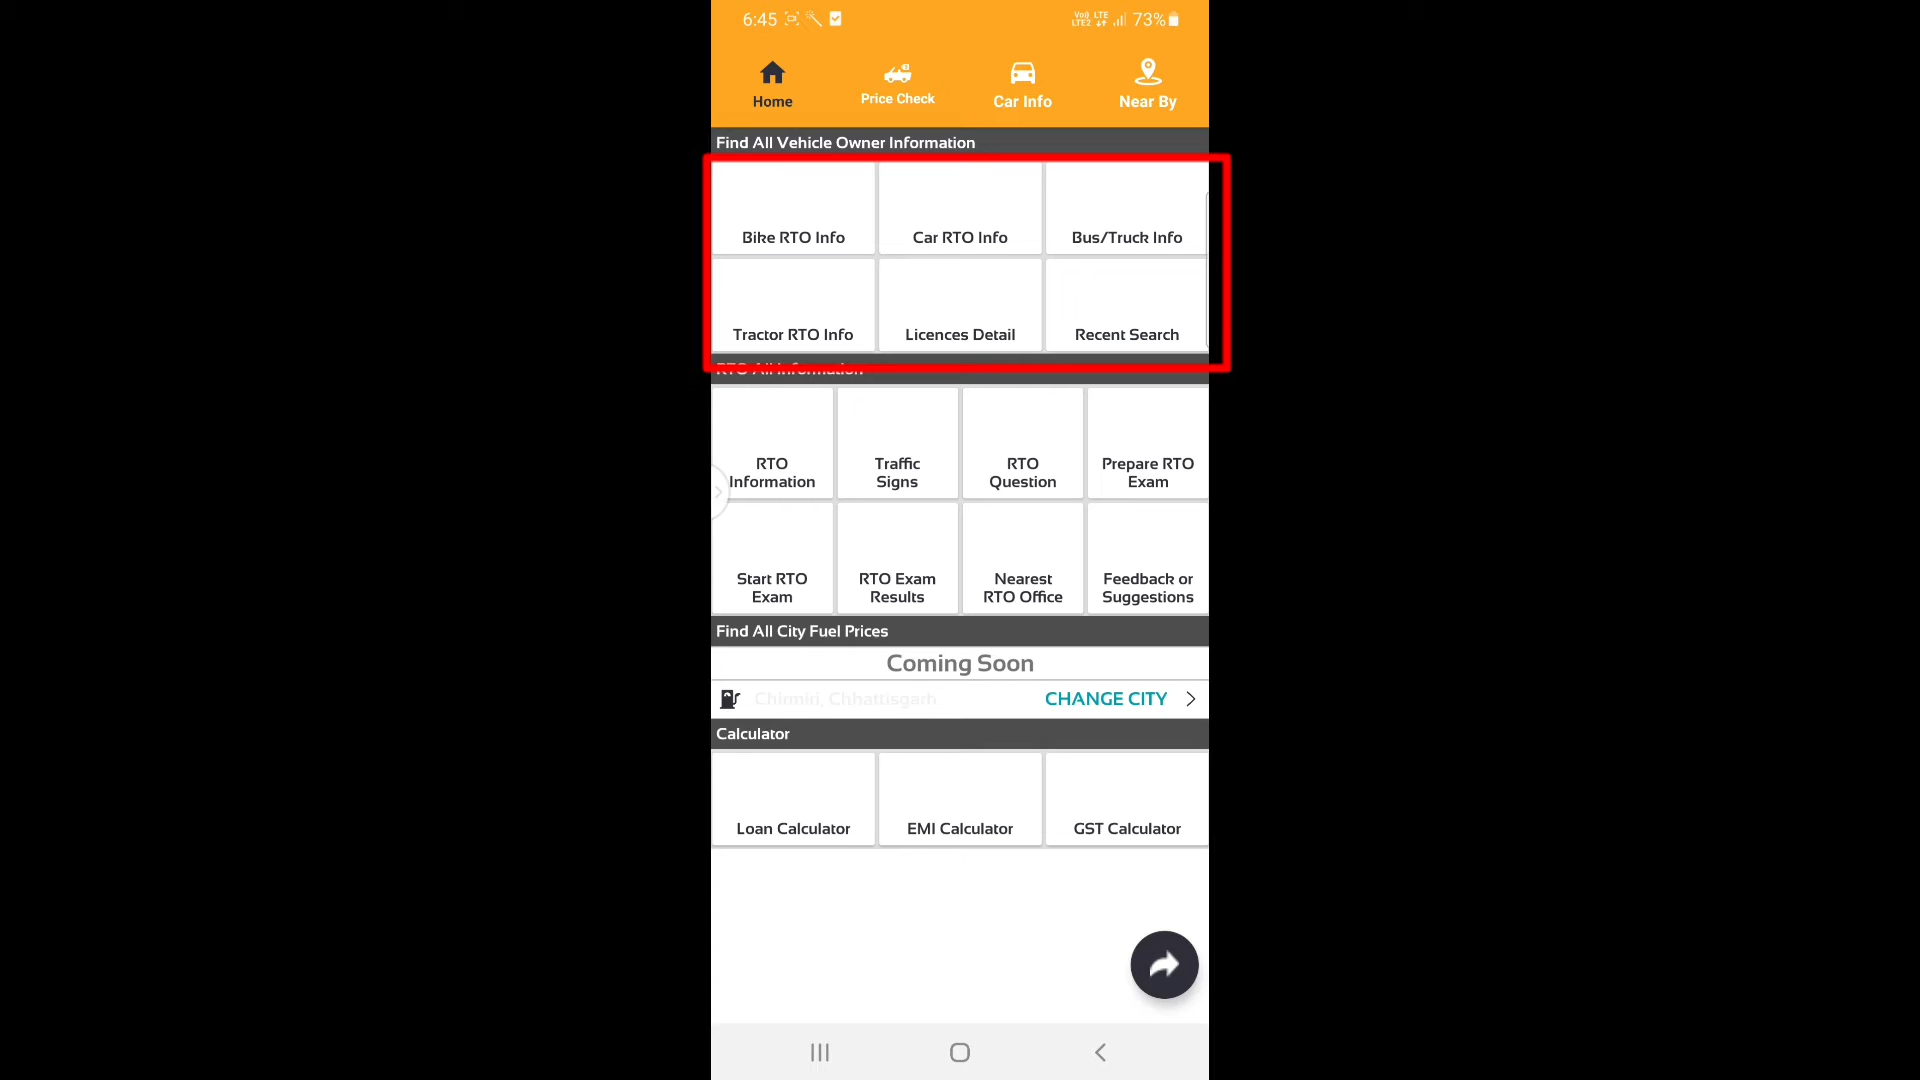 6:45 Vo) LTE 73%
LTE2
Home Price Check Car Info Near By
Find All Vehicle Owner Information
Bike RTO Info Car RTO Info Bus/Truck Info
Tractor RTO Info Licences Detail Recent Search
RTO All Information
RTO Information
Traffic Signs
RTO Question
Prepare RTO Exam
Start RTO Exam
RTO Exam Results
Nearest RTO Office
Feedback or Suggestions
Find All City Fuel Prices
Coming Soon
Chirmiri, Chhattisgarh CHANGE CITY
Calculator
Loan Calculator EMI Calculator GST Calculator